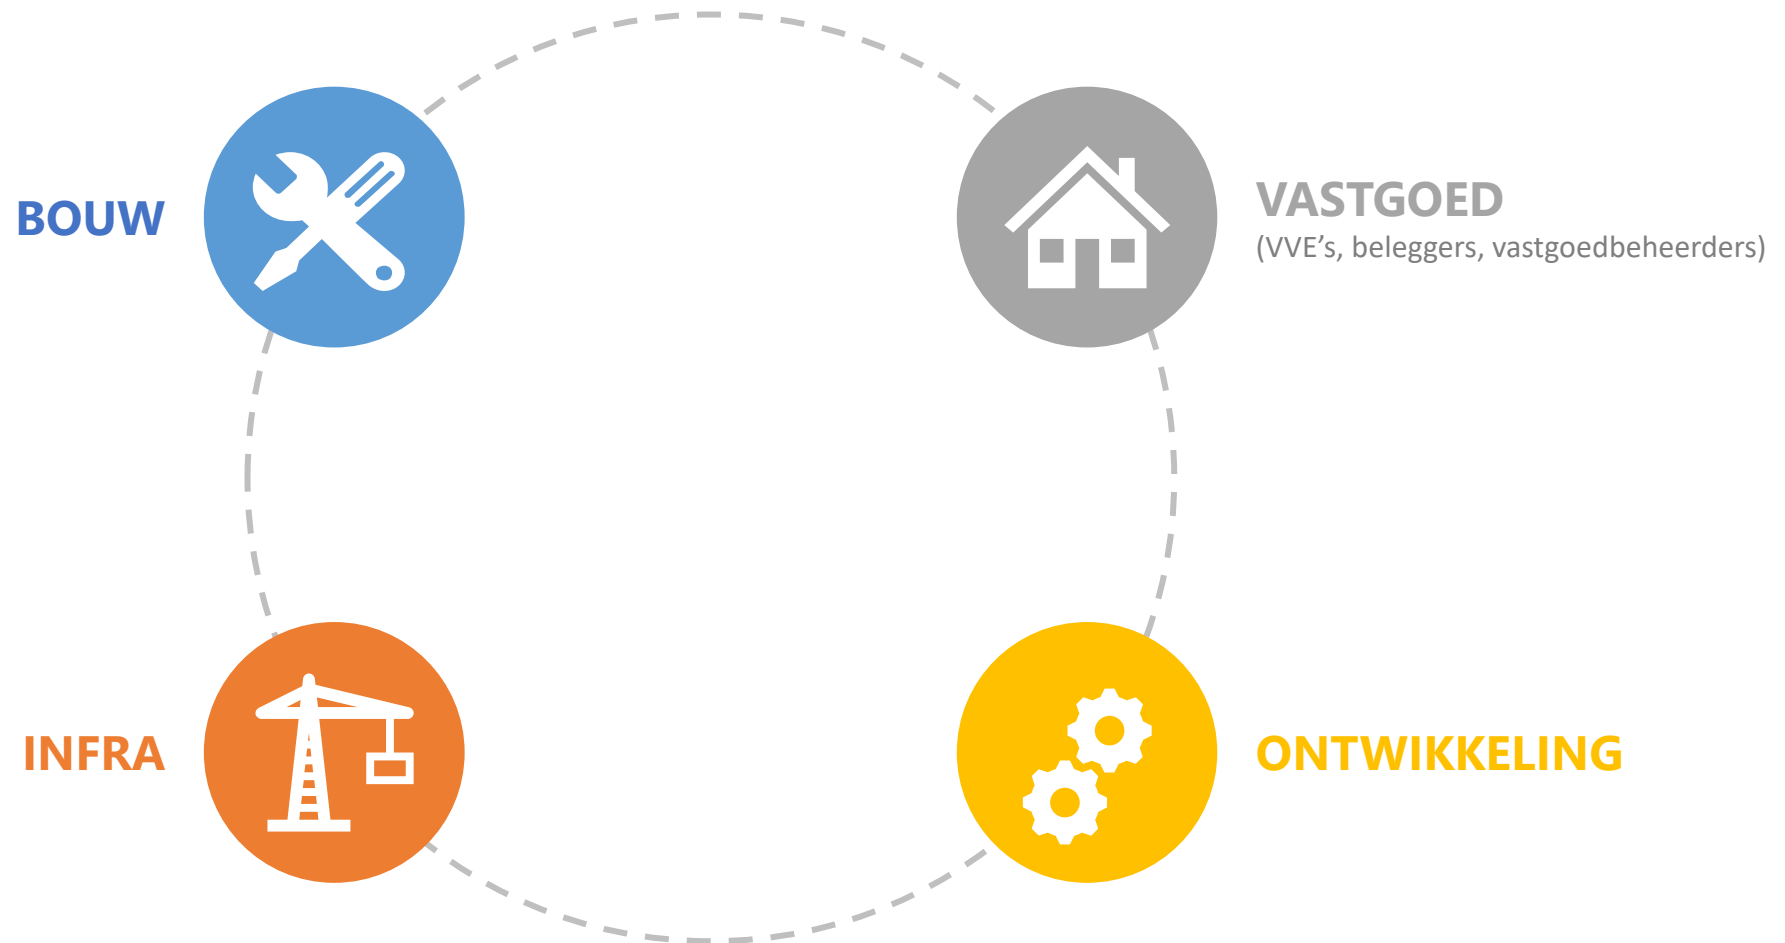 BOUW
VASTGOED
(VVE’s, beleggers, vastgoedbeheerders)
INFRA
ONTWIKKELING